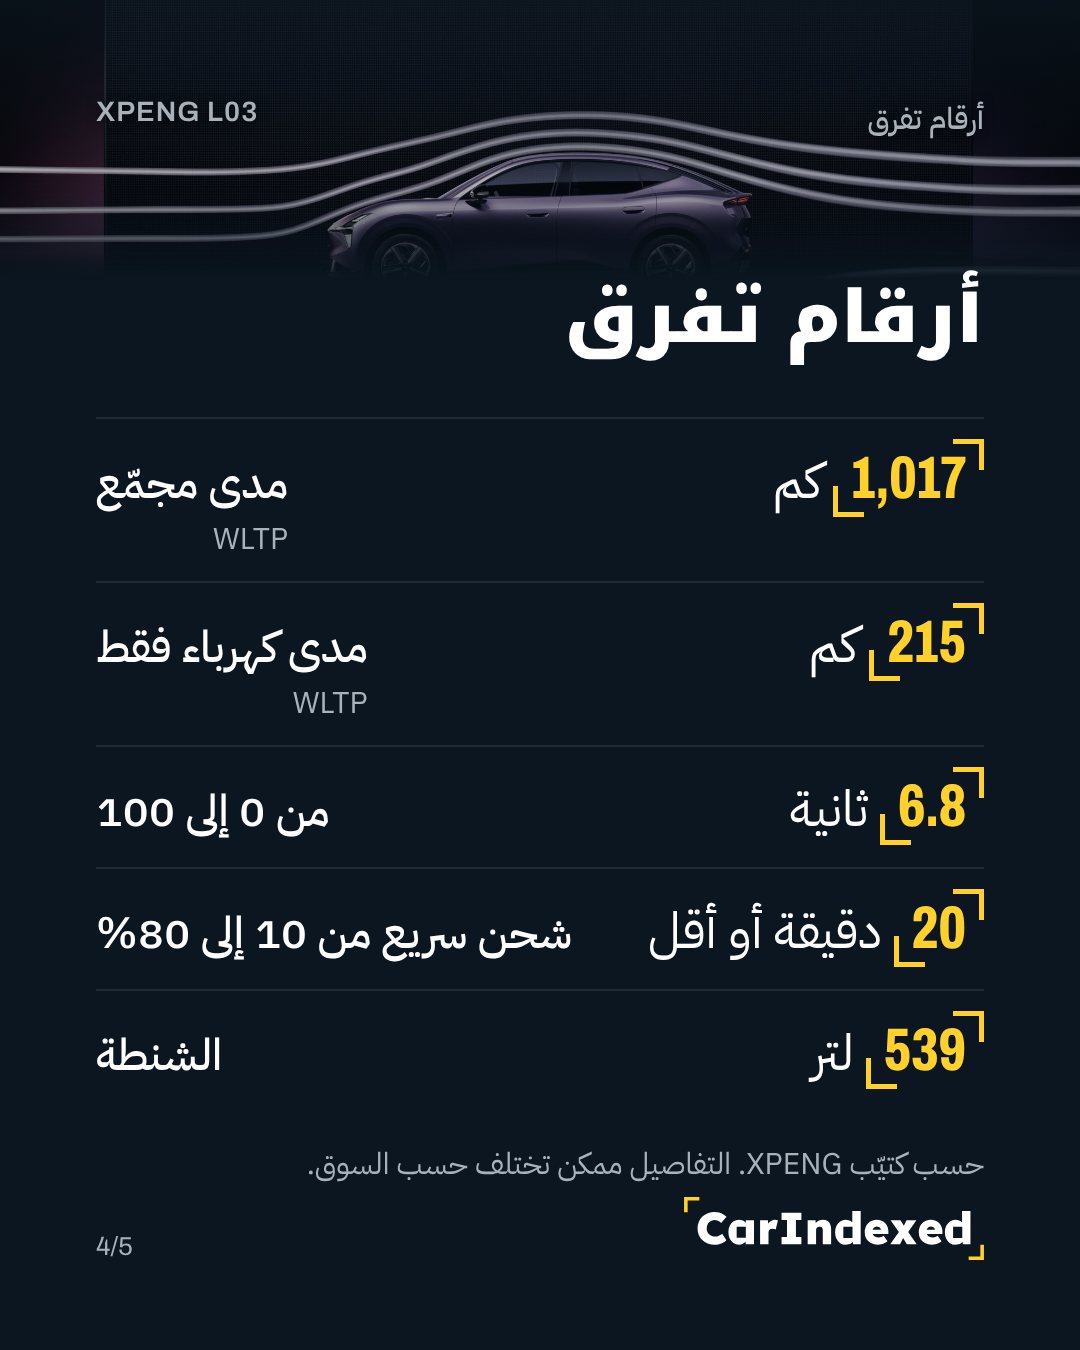 أرقام تفرق
XPENG L03
أرقام تفرق
1,017 كم
مدى مجمّع
WLTP
215 كم
مدى كهرباء فقط
WLTP
6.8 ثانية
من 0 إلى 100
20 دقيقة أو أقل
شحن سريع من 10 إلى 80%
539 لتر
الشنطة
حسب كتيّب XPENG. التفاصيل ممكن تختلف حسب السوق.
CarIndexed
4/5